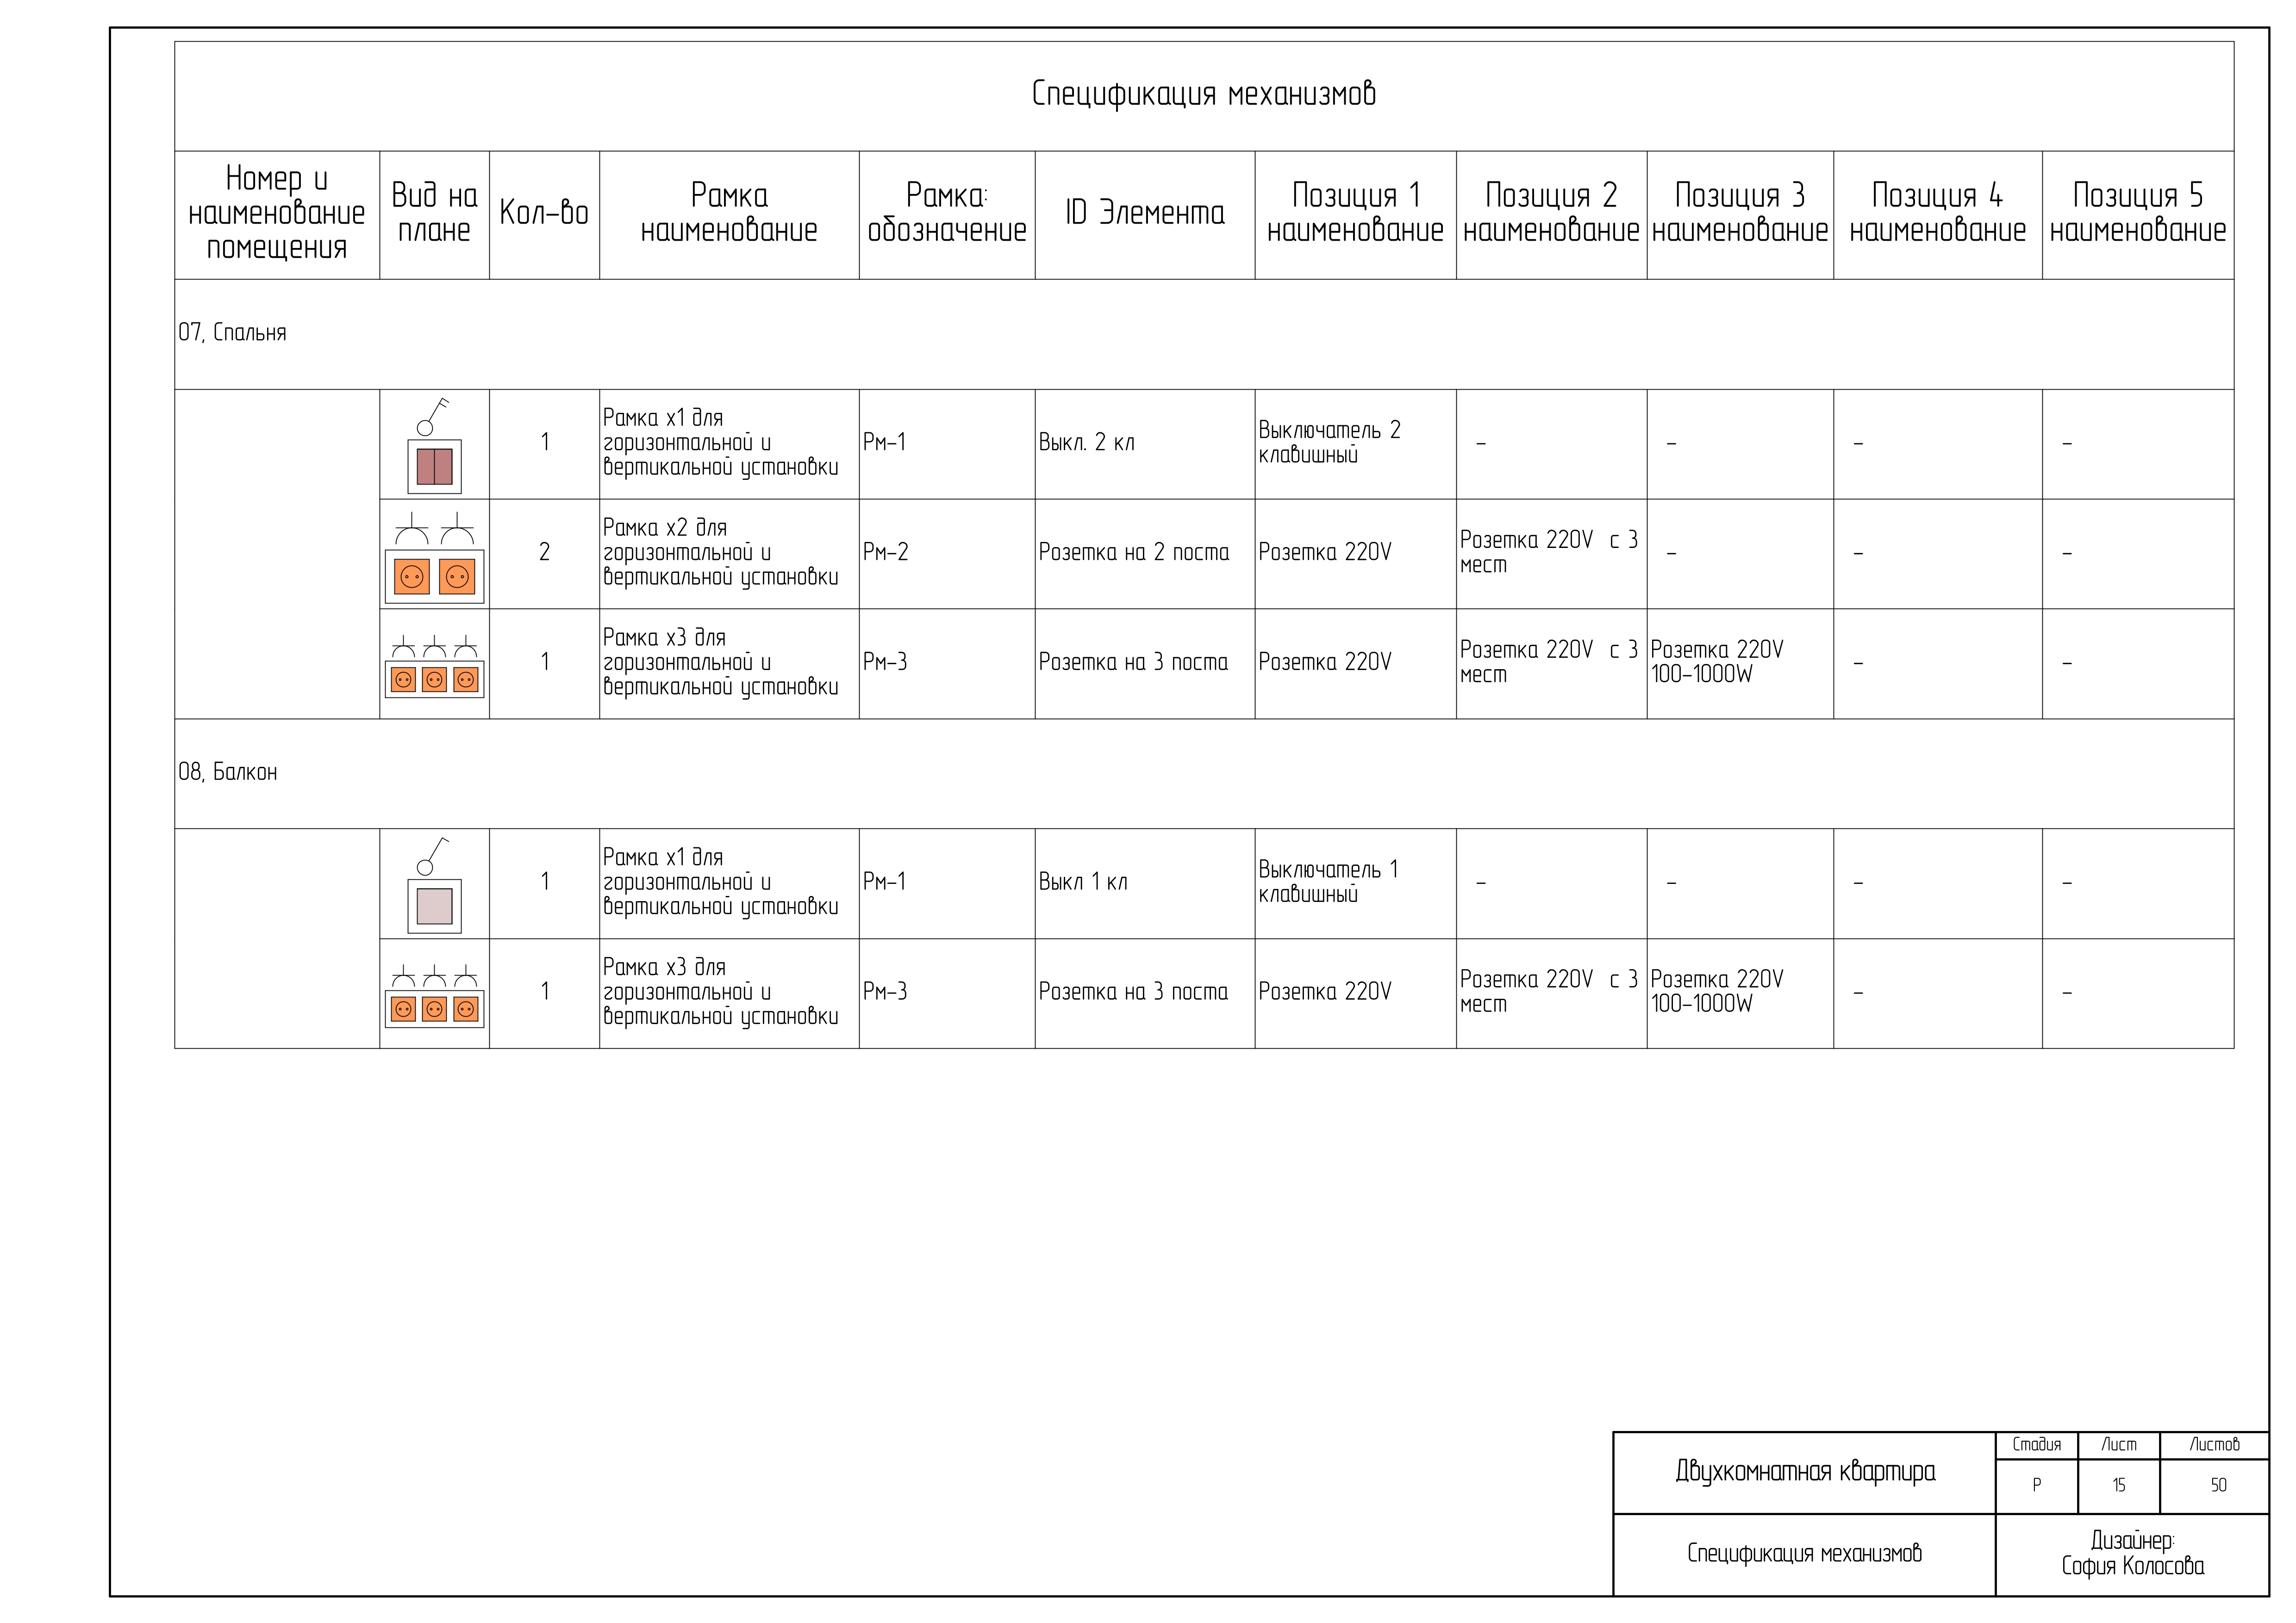 Спецификация механизмов
Номер и
наименование
помещения
Вид на
плане
Кол-во
Рамка
наименование
Рамка:
обозначение
ID Элемента
Позиция 1
наименование
Позиция 2
наименование
Позиция 3
наименование
Позиция 4
наименование
Позиция 5
наименование
07, Спальня
1
Рамка х1 для
горизонтальной и
вертикальной установки
Рм-1
Выкл. 2 кл
Выключатель 2
клавишный
-
-
-
-
2
Рамка х2 для
горизонтальной и
вертикальной установки
Рм-2
Розетка на 2 поста
Розетка 220V
Розетка 220V с 3
мест
-
-
-
1
Рамка х3 для
горизонтальной и
вертикальной установки
Рм-3
Розетка на 3 поста
Розетка 220V
Розетка 220V с 3
мест
Розетка 220V
100-1000W
-
-
08, Балкон
1
Рамка х1 для
горизонтальной и
вертикальной установки
Рм-1
Выкл 1 кл
Выключатель 1
клавишный
-
-
-
-
1
Рамка х3 для
горизонтальной и
вертикальной установки
Рм-3
Розетка на 3 поста
Розетка 220V
Розетка 220V с 3
мест
Розетка 220V
100-1000W
-
-
Двухкомнатная квартира
Стадия
Лист
Листов
Р
15
50
Спецификация механизмов
Дизайнер:
София Колосова